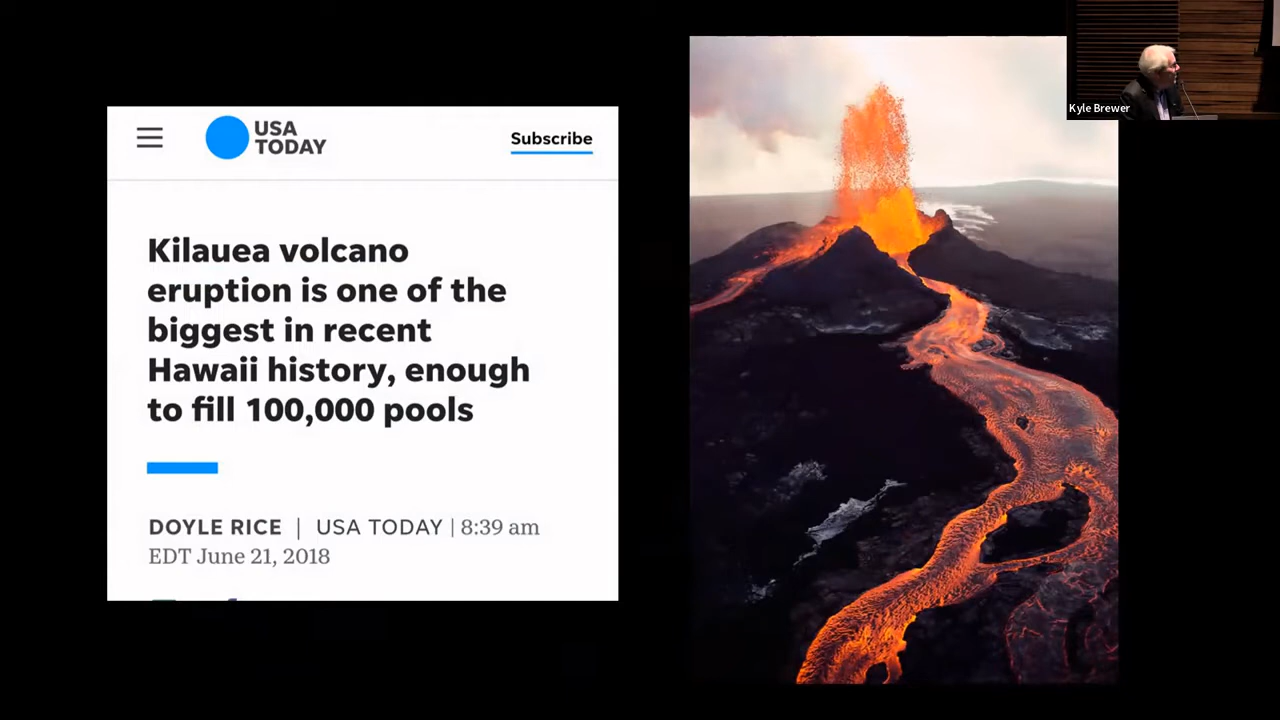 USA
TODAY
Subscribe
Kilauea volcano
eruption is one of the
biggest in recent
Hawaii history, enough
to fill 100,000 pools
DOYLE RICE | USA TODAY | 8:39 am
EDT June 21, 2018
Kyle Brewer